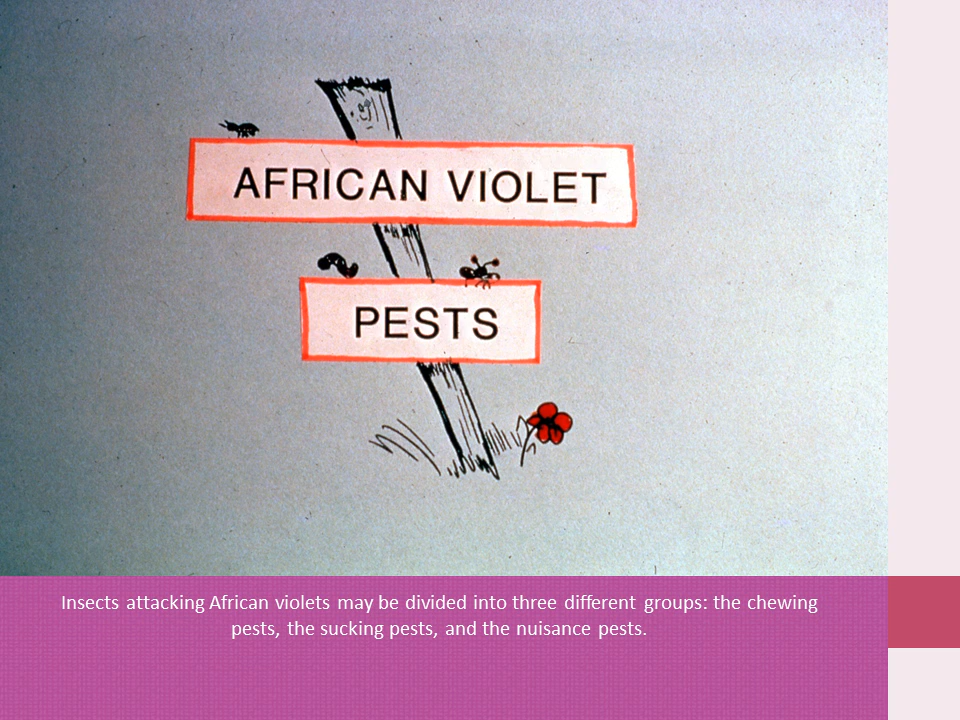 AFRICAN VIOLET
PESTS
Insects attacking African violets may be divided into three different groups: the chewing
pests, the sucking pests, and the nuisance pests.